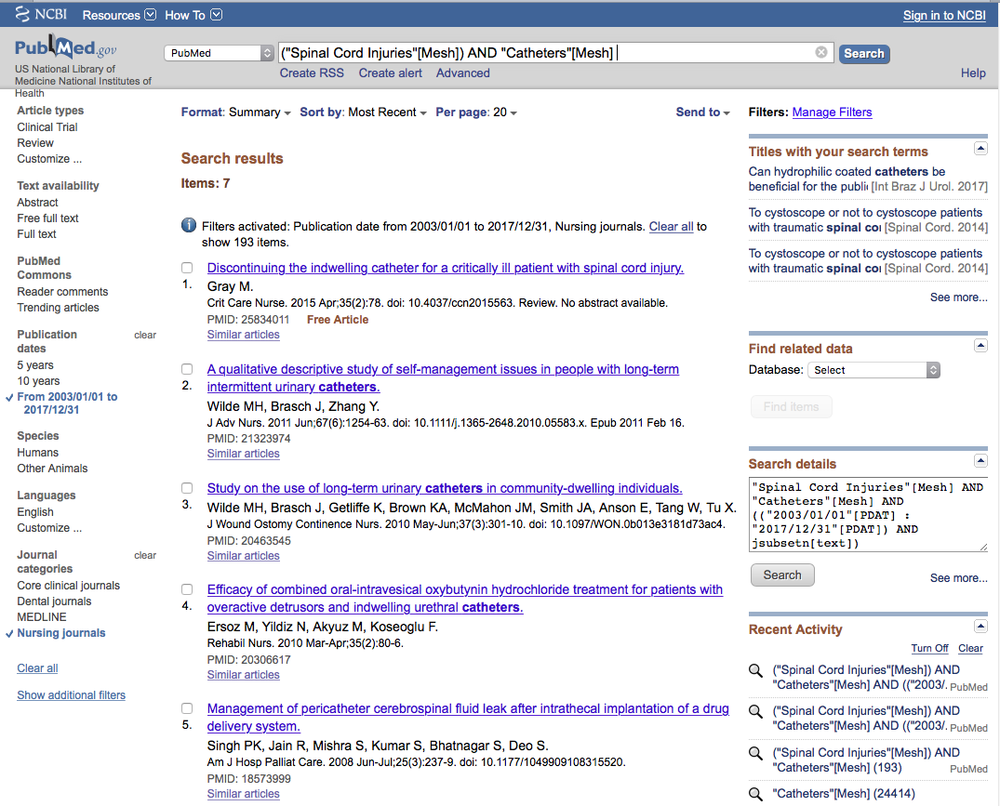 NCBI Resources How To Sign in to NCBI
PubMed.gov
US National Library of
Medicine National Institutes of
Health
PubMed ("Spinal Cord Injuries"[Mesh]) AND "Catheters"[Mesh] Search
Create RSS Create alert Advanced Help
Article types
Clinical Trial
Review
Customize ...
Text availability
Abstract
Free full text
Full text
PubMed
Commons
Reader comments
Trending articles
Publication
dates
clear
5 years
10 years
From 2003/01/01 to
2017/12/31
Species
Humans
Other Animals
Languages
English
Customize ...
Journal
categories
clear
Core clinical journals
Dental journals
MEDLINE
Nursing journals
Clear all
Show additional filters
Format: Summary Sort by: Most Recent Per page: 20 Send to
Search results
Items: 7
Filters activated: Publication date from 2003/01/01 to 2017/12/31, Nursing journals. Clear all to
show 193 items.
Discontinuing the indwelling catheter for a critically ill patient with spinal cord injury.
1. Gray M.
Crit Care Nurse. 2015 Apr;35(2):78. doi: 10.4037/ccn2015563. Review. No abstract available.
PMID: 25834011 Free Article
Similar articles
A qualitative descriptive study of self-management issues in people with long-term
2. intermittent urinary catheters.
Wilde MH, Brasch J, Zhang Y.
J Adv Nurs. 2011 Jun;67(6):1254-63. doi: 10.1111/j.1365-2648.2010.05583.x. Epub 2011 Feb 16.
PMID: 21323974
Similar articles
Study on the use of long-term urinary catheters in community-dwelling individuals.
3. Wilde MH, Brasch J, Getliffe K, Brown KA, McMahon JM, Smith JA, Anson E, Tang W, Tu X.
J Wound Ostomy Continence Nurs. 2010 May-Jun;37(3):301-10. doi: 10.1097/WON.0b013e3181d73ac4.
PMID: 20463545
Similar articles
Efficacy of combined oral-intravesical oxybutynin hydrochloride treatment for patients with
4. overactive detrusors and indwelling urethral catheters.
Ersoz M, Yildiz N, Akyuz M, Koseoglu F.
Rehabil Nurs. 2010 Mar-Apr;35(2):80-6.
PMID: 20306617
Similar articles
Management of pericatheter cerebrospinal fluid leak after intrathecal implantation of a drug
5. delivery system.
Singh PK, Jain R, Mishra S, Kumar S, Bhatnagar S, Deo S.
Am J Hosp Palliat Care. 2008 Jun-Jul;25(3):237-9. doi: 10.1177/1049909108315520.
PMID: 18573999
Similar articles
Filters: Manage Filters
Titles with your search terms
Can hydrophilic coated catheters be
beneficial for the public [Int Braz J Urol. 2017]
To cystoscope or not to cystoscope patients
with traumatic spinal co [Spinal Cord. 2014]
To cystoscope or not to cystoscope patients
with traumatic spinal co [Spinal Cord. 2014]
See more...
Find related data
Database: Select
Find items
Search details
"Spinal Cord Injuries"[Mesh] AND
"Catheters"[Mesh] AND
(("2003/01/01"[PDAT] :
"2017/12/31"[PDAT]) AND
jsubsetn[text])
Search See more...
Recent Activity
Turn Off Clear
("Spinal Cord Injuries"[Mesh]) AND
"Catheters"[Mesh] AND (("2003/. PubMed
("Spinal Cord Injuries"[Mesh]) AND
"Catheters"[Mesh] AND (("2003/. PubMed
("Spinal Cord Injuries"[Mesh]) AND
"Catheters"[Mesh] (193) PubMed
"Catheters"[Mesh] (24414)